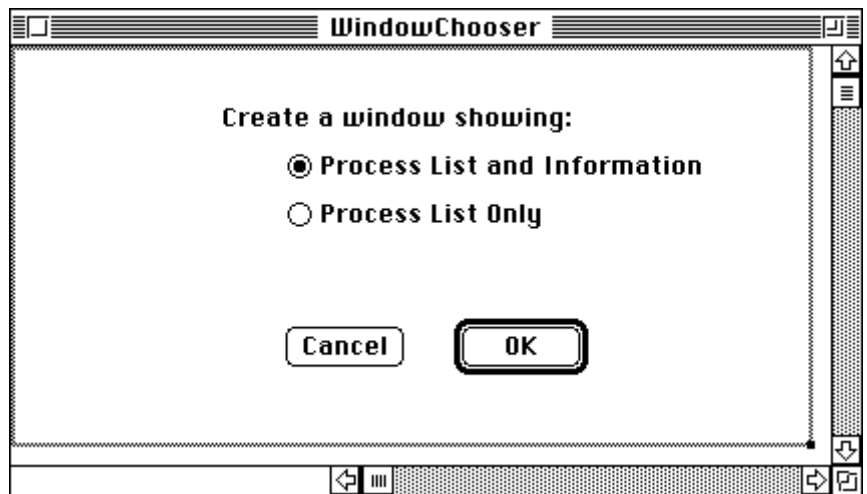 WindowChooser
Create a window showing:
Process List and Information
Process List Only
Cancel OK